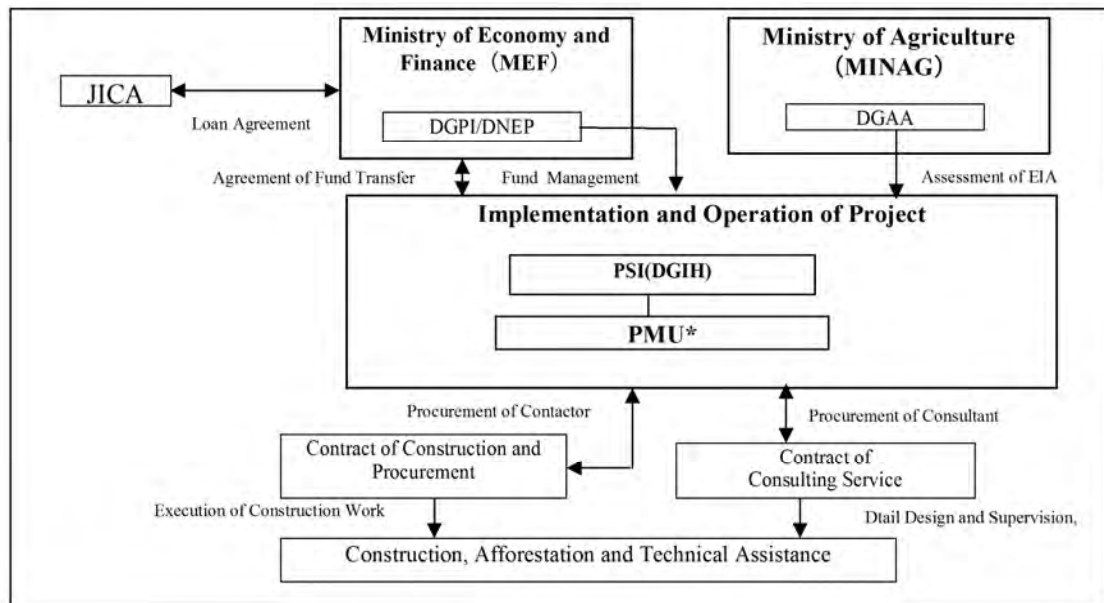 Ministry of Economy and
Finance（MEF）
Ministry of Agriculture
（MINAG）
JICA
Loan Agreement
DGPI/DNEP
DGAA
Agreement of Fund Transfer
Fund Management
Assessment of EIA
Implementation and Operation of Project
PSI(DGIH)
PMU*
Procurement of Contactor
Procurement of Consultant
Contract of Construction and
Procurement
Contract of
Consulting Service
Execution of Construction Work
Dtail Design and Supervision,
Construction, Afforestation and Technical Assistance